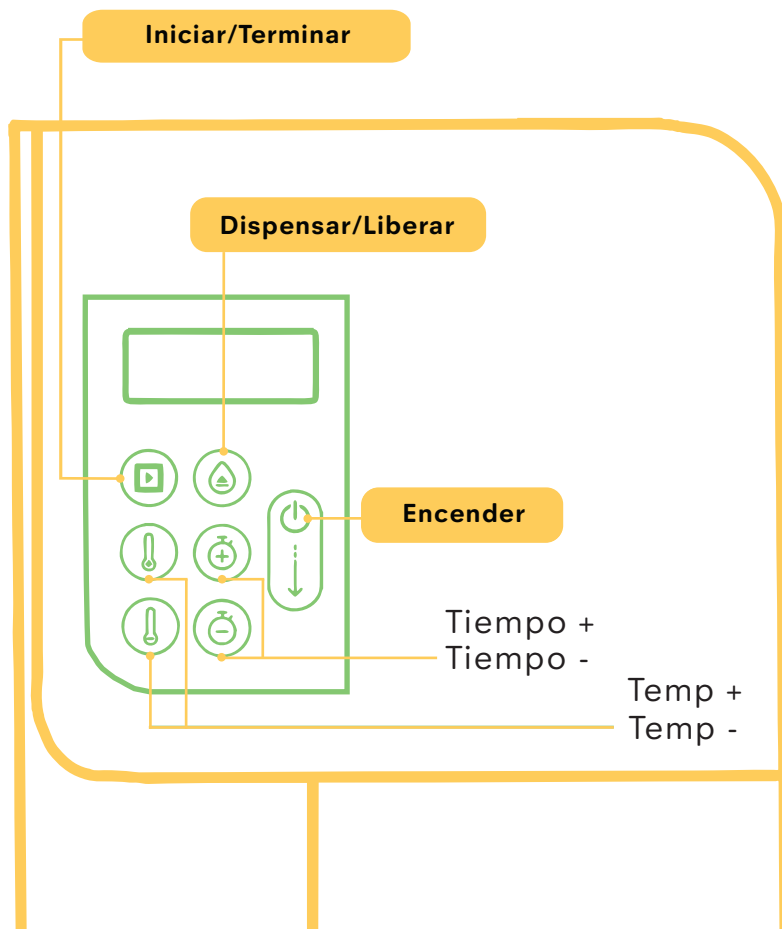 Iniciar/Terminar
Dispensar/Liberar
Encender
Tiempo +
Tiempo -
Temp +
Temp -